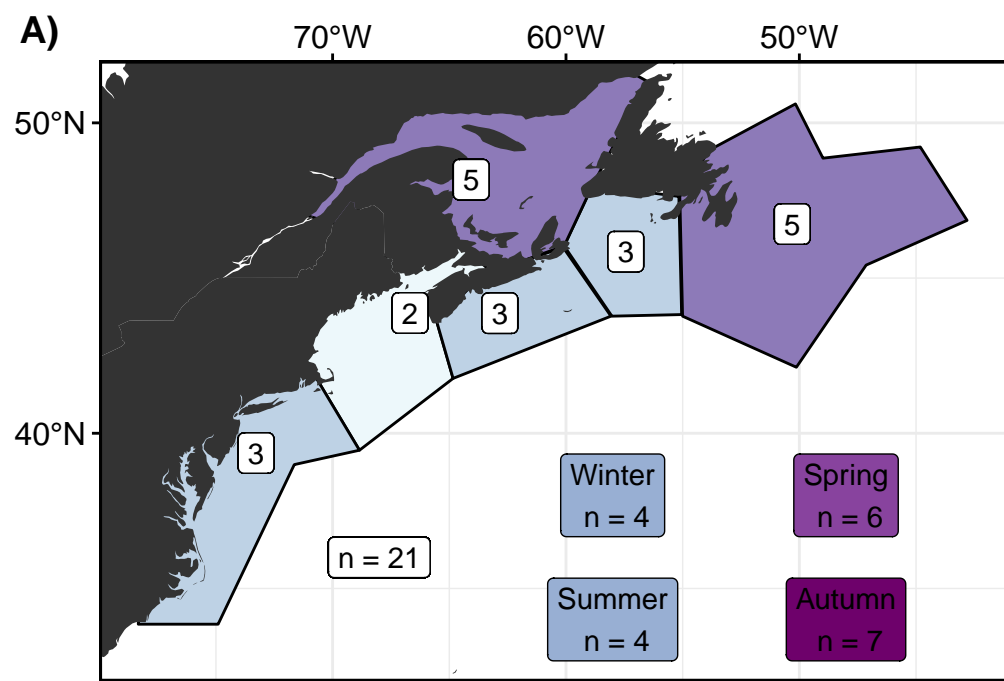 A)
70°W 60°W 50°W
50°N
40°N
5
5
3
2
3
3
Winter
n = 4
Spring
n = 6
n = 21
Summer
n = 4
Autumn
n = 7